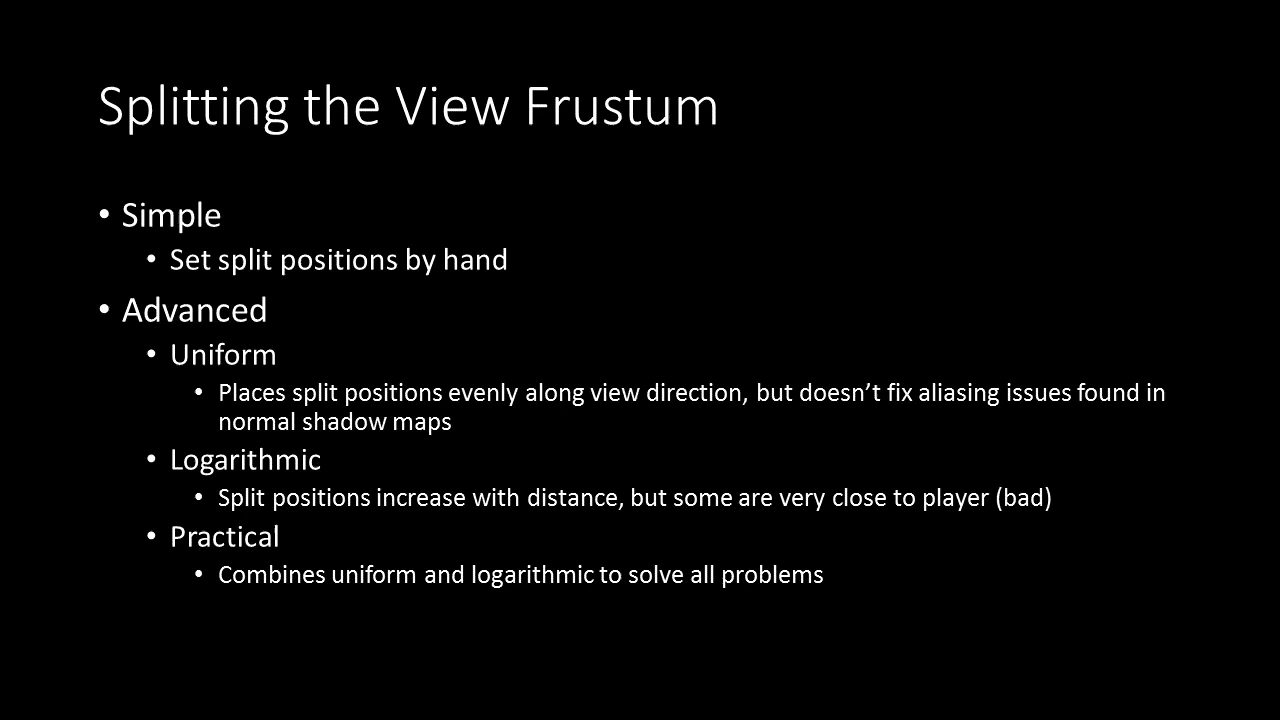 Splitting the View Frustum
• Simple
• Set split positions by hand
• Advanced
• Uniform
• Places split positions evenly along view direction, but doesn’t fix aliasing issues found in
normal shadow maps
• Logarithmic
• Split positions increase with distance, but some are very close to player (bad)
• Practical
• Combines uniform and logarithmic to solve all problems